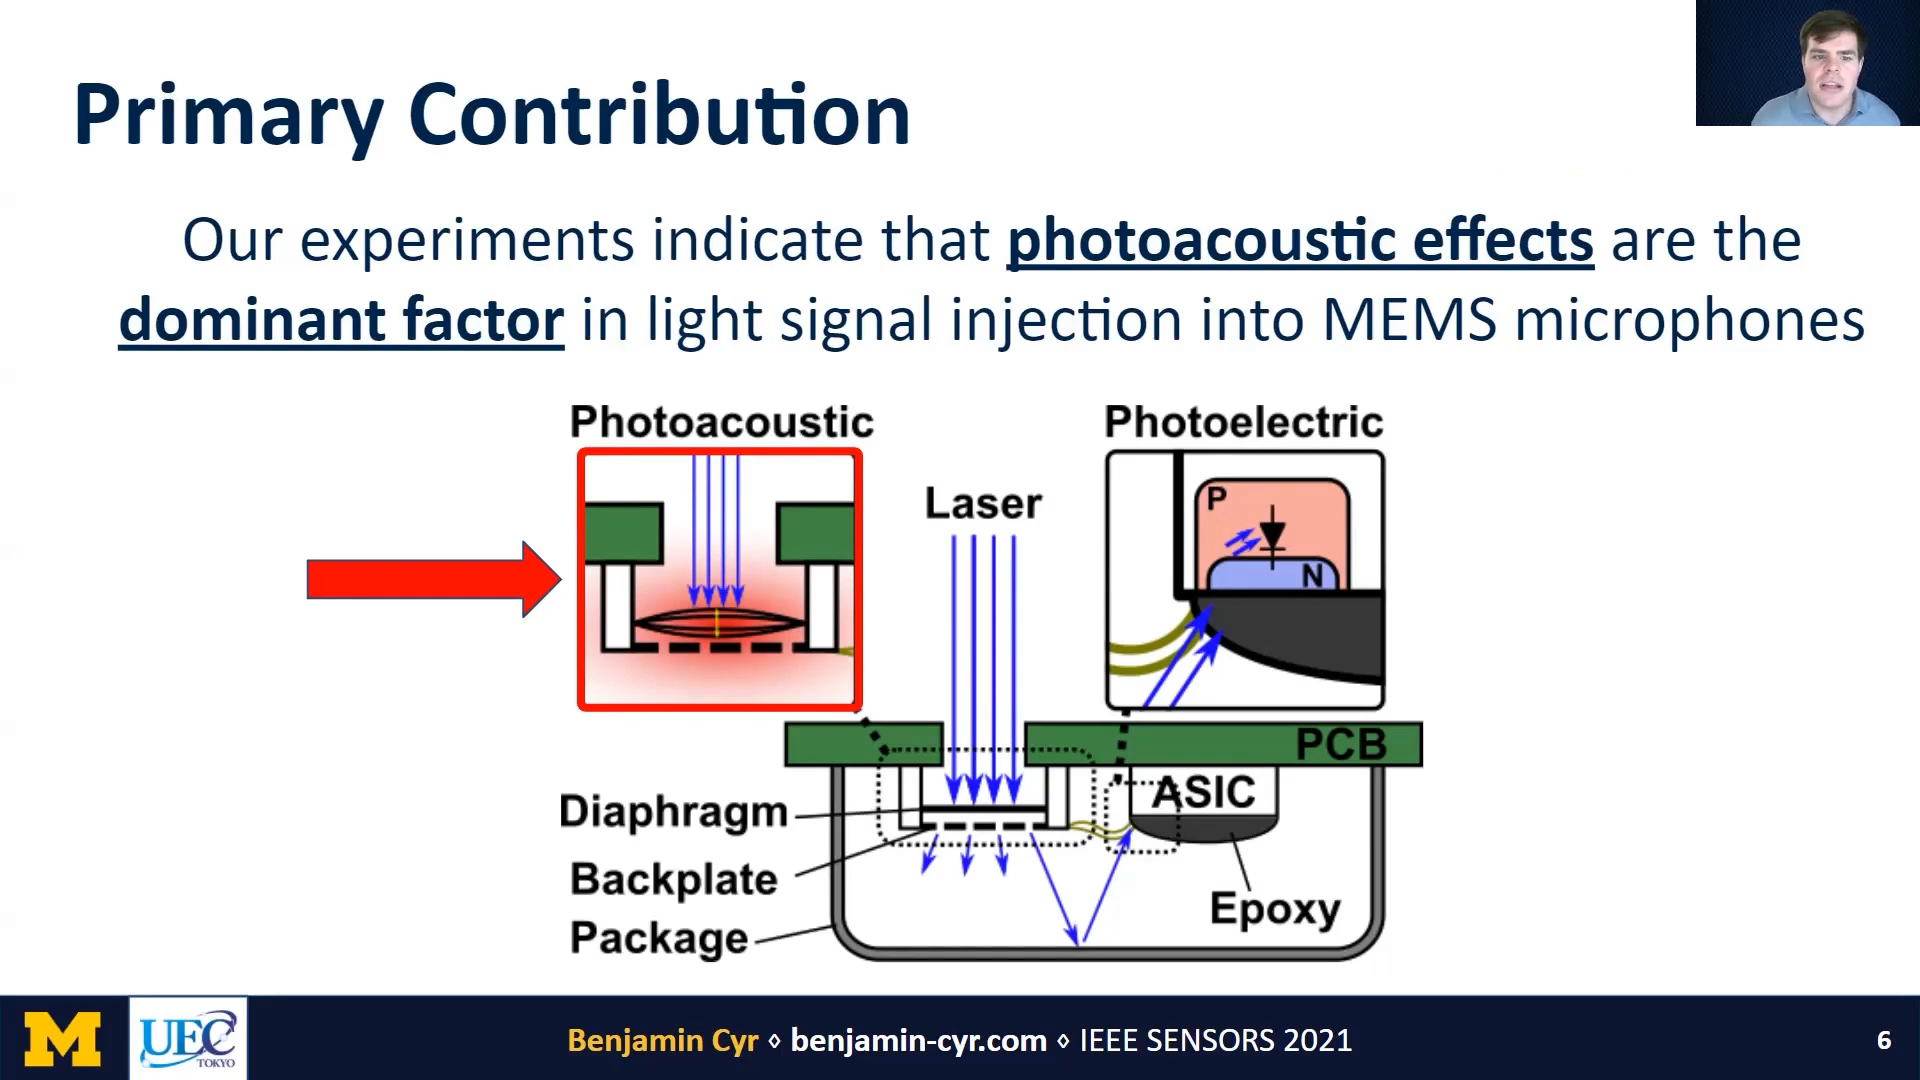 Primary Contribution
Our experiments indicate that photoacoustic effects are the
dominant factor in light signal injection into MEMS microphones
Photoacoustic
Photoelectric
Laser
P
N
PCB
ASIC
Diaphragm
Backplate
Package
Epoxy
M
UEC
TOKYO
Benjamin Cyr ◊ benjamin-cyr.com ◊ IEEE SENSORS 2021
6